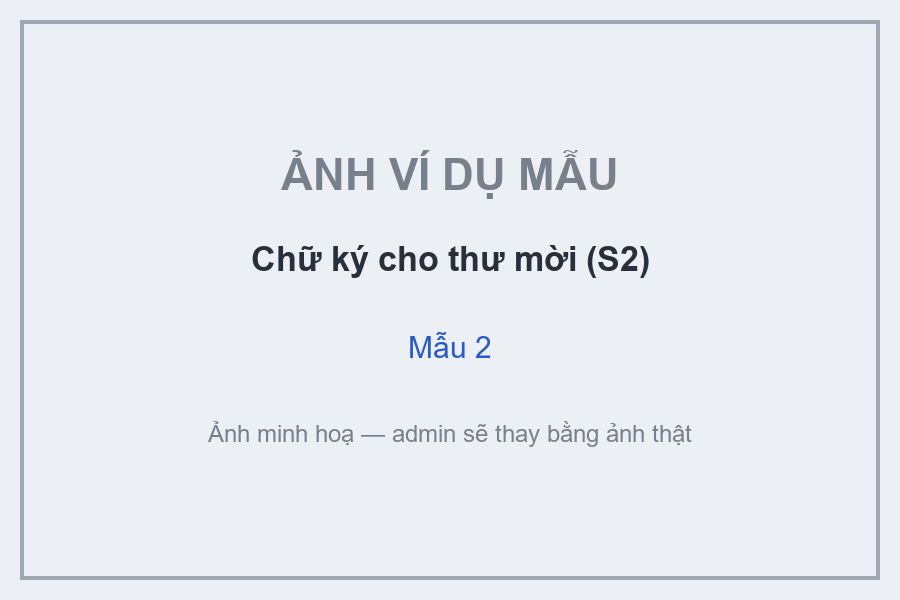 ẢNH VÍ DỤ MẪU
Chữ ký cho thư mời (S2)
Mẫu 2
Ảnh minh hoạ — admin sẽ thay bằng ảnh thật